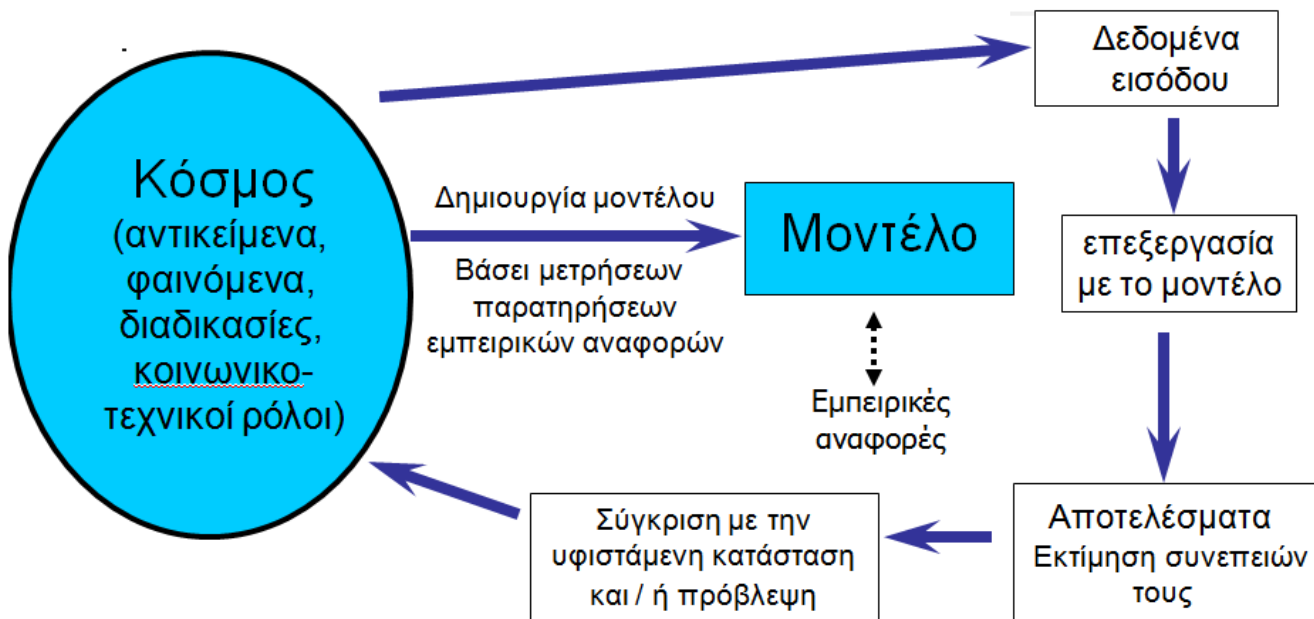 Κόσμος
(αντικείμενα,
φαινόμενα,
διαδικασίες,
κοινωνικο-
τεχνικοί ρόλοι)
Δημιουργία μοντέλου
Βάσει μετρήσεων
παρατηρήσεων
εμπειρικών αναφορών
Μοντέλο
Εμπειρικές
αναφορές
Δεδομένα
εισόδου
επεξεργασία
με το μοντέλο
Αποτελέσματα
Εκτίμηση συνεπειών
τους
Σύγκριση με την
υφιστάμενη κατάσταση
και / ή πρόβλεψη